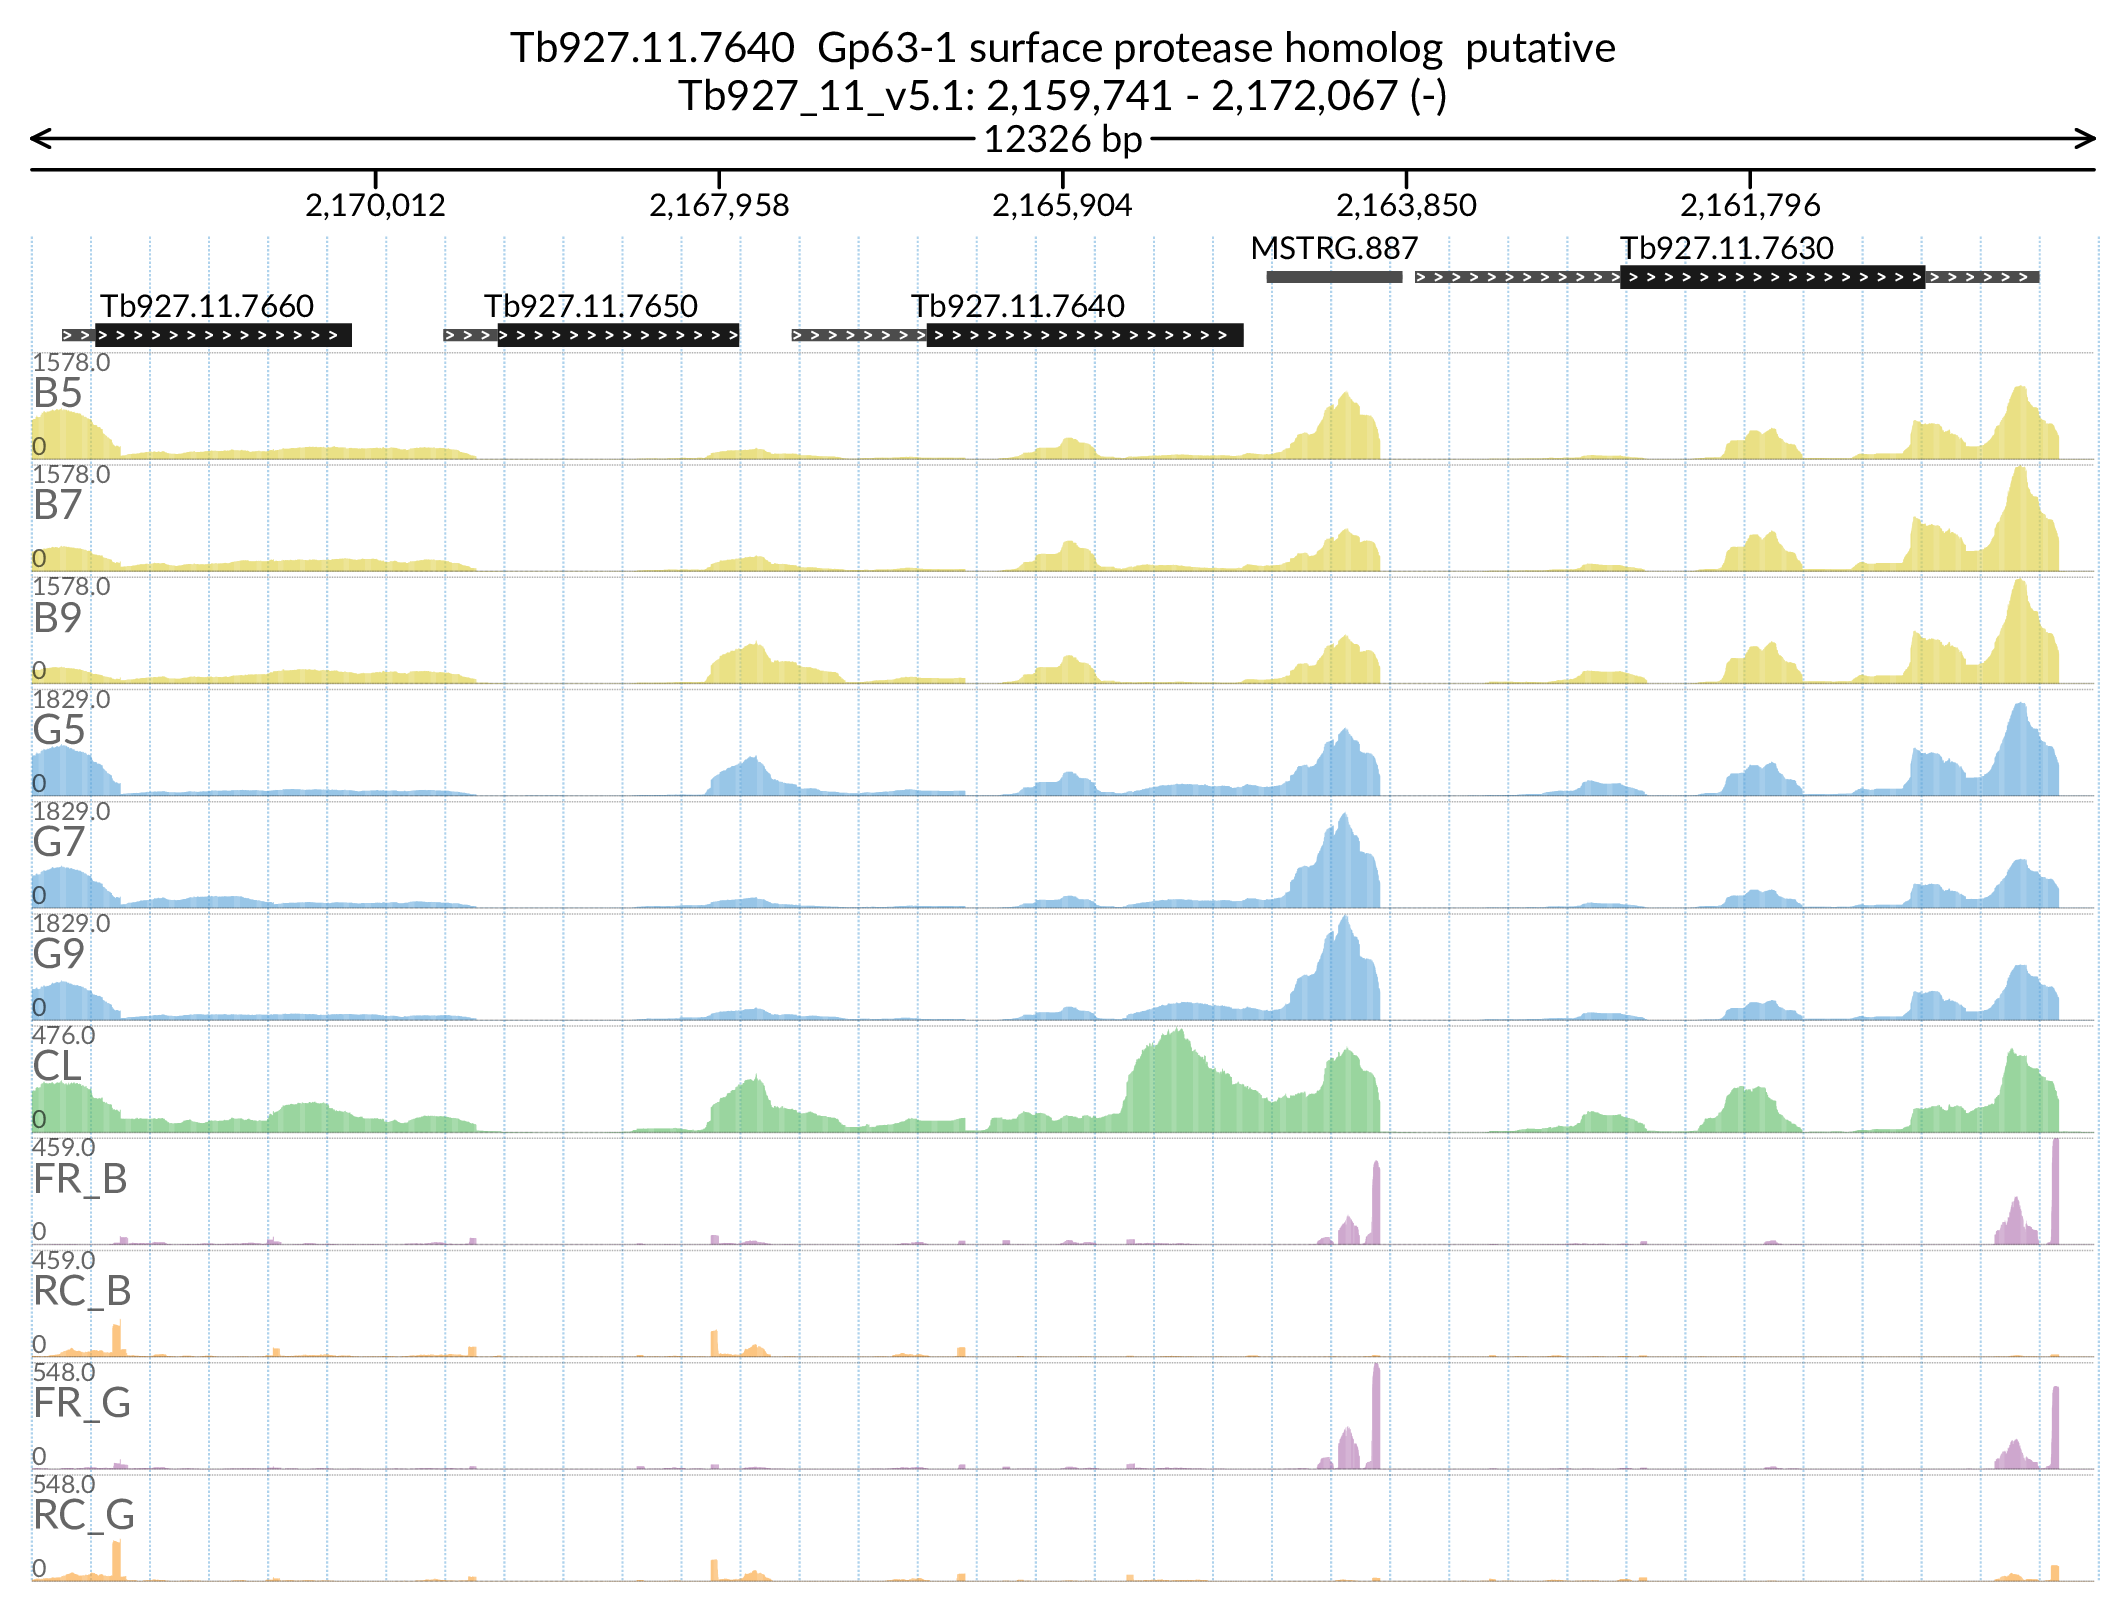 Tb927.11.7640  Gp63-1 surface protease homolog  putative
Tb927_11_v5.1: 2,159,741 - 2,172,067 (-)
12326 bp
2,170,012 2,167,958 2,165,904 2,163,850 2,161,796
MSTRG.887 Tb927.11.7630
Tb927.11.7660 Tb927.11.7650 Tb927.11.7640
1578.0
B5
0
1578.0
B7
0
1578.0
B9
0
1829.0
G5
0
1829.0
G7
0
1829.0
G9
0
476.0
CL
0
459.0
FR_B
0
459.0
RC_B
0
548.0
FR_G
0
548.0
RC_G
0